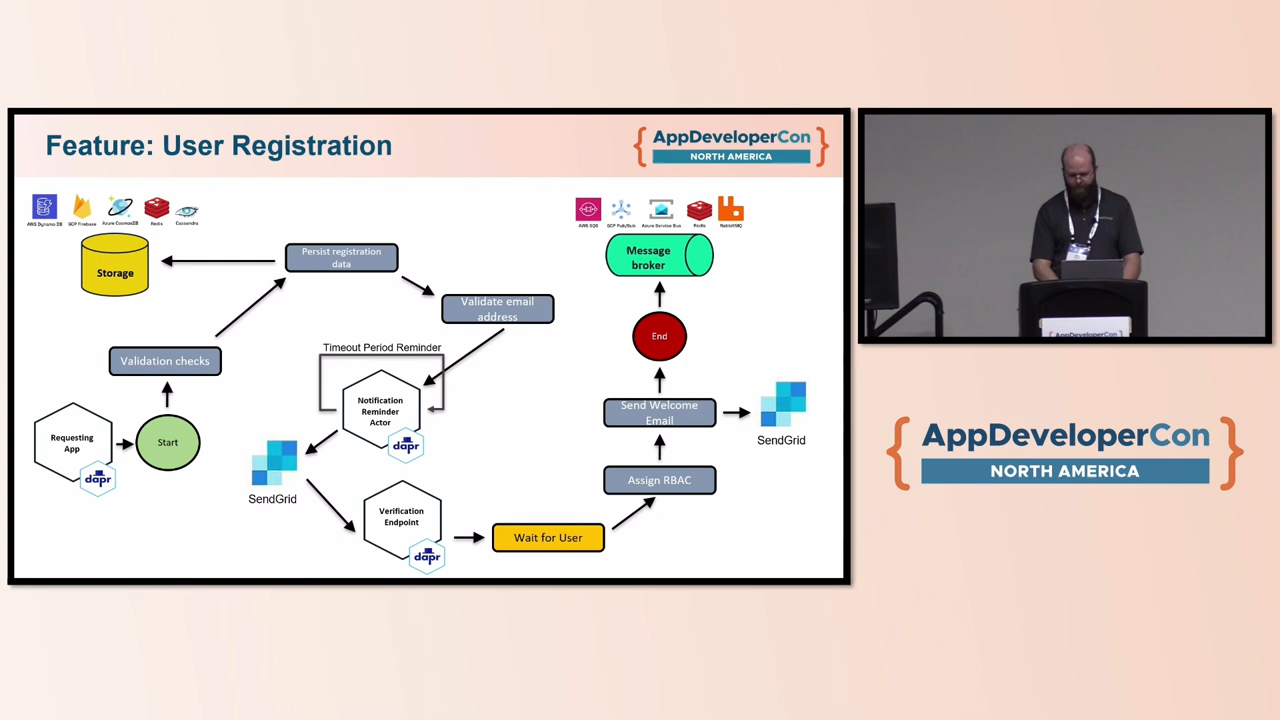 Feature: User Registration
{ AppDeveloperCon }
NORTH AMERICA
AWS Dynamo DB
GCP Firebase
Azure CosmosDB
Redis
Cassandra
AWS SQS
GCP Pub/Sub
Azure Service Bus
Redis
RabbitMQ
Storage
Persist registration
data
Message
broker
Validate email
address
End
Timeout Period Reminder
Validation checks
Notification
Reminder
Actor
dapr
Send Welcome
Email
SendGrid
Requesting
App
dapr
Start
SendGrid
Assign RBAC
Verification
Endpoint
dapr
Wait for User
AppDeveloperCon
{ AppDeveloperCon }
NORTH AMERICA